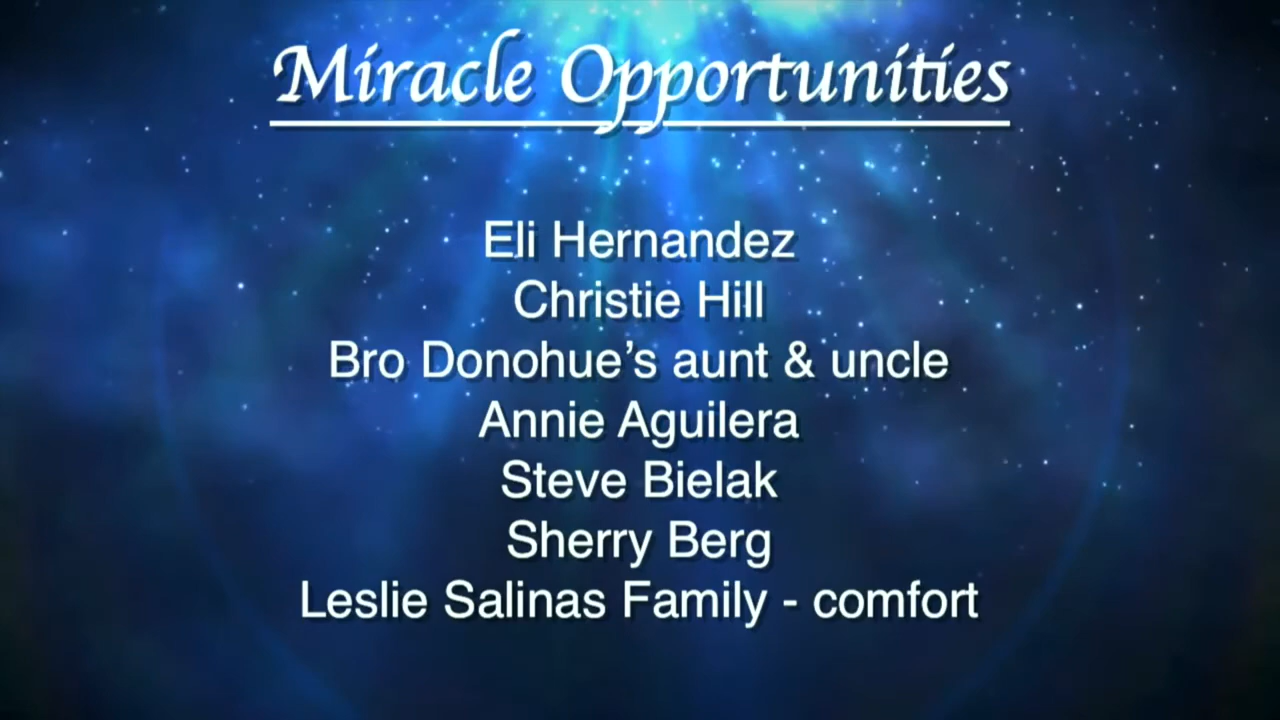 Miracle Opportunities
Eli Hernandez
Christie Hill
Bro Donohue’s aunt & uncle
Annie Aguilera
Steve Bielak
Sherry Berg
Leslie Salinas Family - comfort